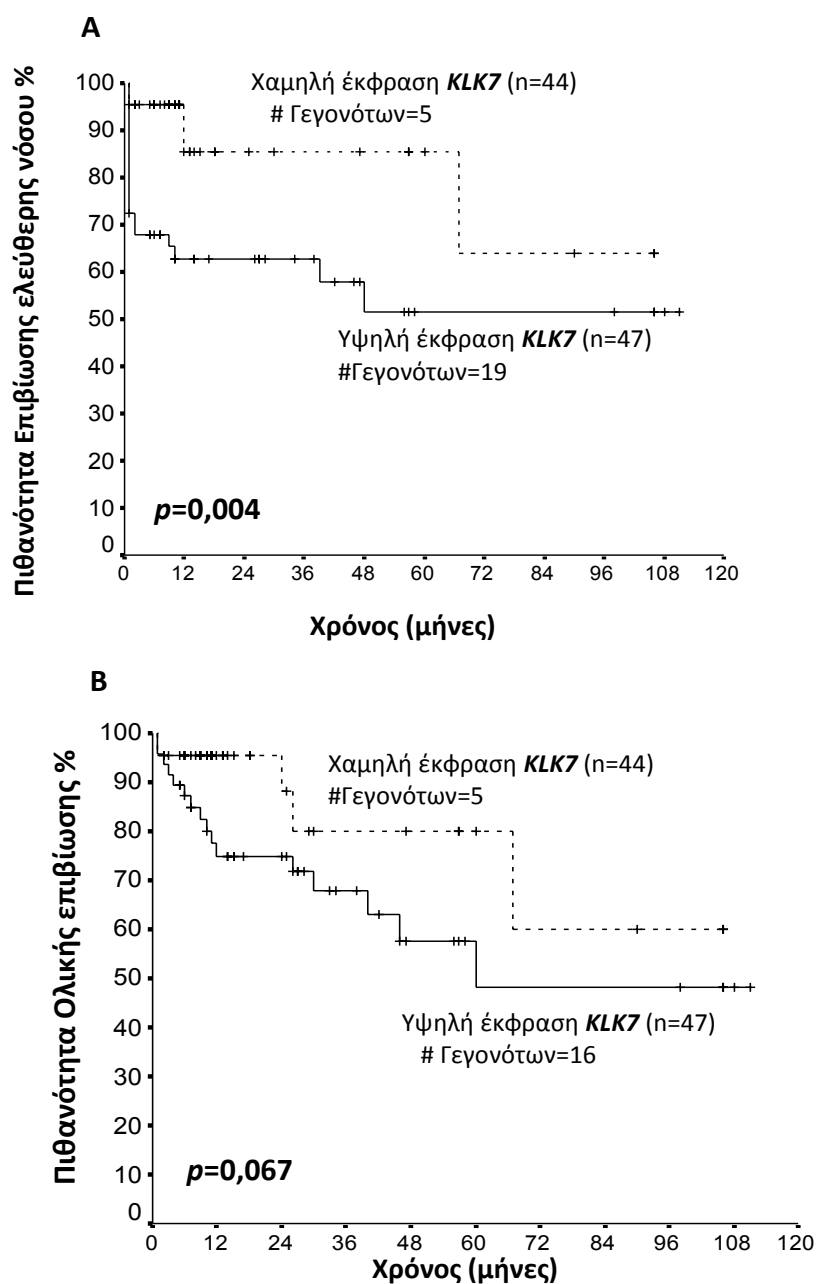 A
Πιθανότητα Επιβίωσης ελεύθερης νόσου %
100
90
80
70
60
50
40
30
20
10
0
Χαμηλή έκφραση KLK7 (n=44)
# Γεγονότων=5
Υψηλή έκφραση KLK7 (n=47)
#Γεγονότων=19
p=0,004
0 12 24 36 48 60 72 84 96 108 120
Χρόνος (μήνες)
B
Πιθανότητα Ολικής επιβίωσης %
100
90
80
70
60
50
40
30
20
10
0
Χαμηλή έκφραση KLK7 (n=44)
#Γεγονότων=5
Υψηλή έκφραση KLK7 (n=47)
# Γεγονότων=16
p=0,067
0 12 24 36 48 60 72 84 96 108 120
Χρόνος (μήνες)